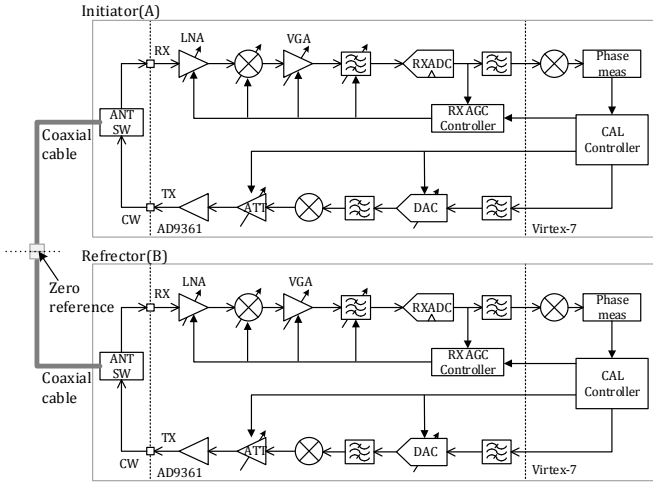 Initiator(A)
LNA
VGA
RX
RXADC
Phase
meas
ANT
SW
RX AGC
Controller
CAL
Controller
Coaxial
cable
TX
ATT
DAC
CW
AD9361
Virtex-7
Zero
reference
Refrector(B)
LNA
VGA
RX
RXADC
Phase
meas
ANT
SW
RX AGC
Controller
CAL
Controller
Coaxial
cable
TX
ATT
DAC
CW
AD9361
Virtex-7